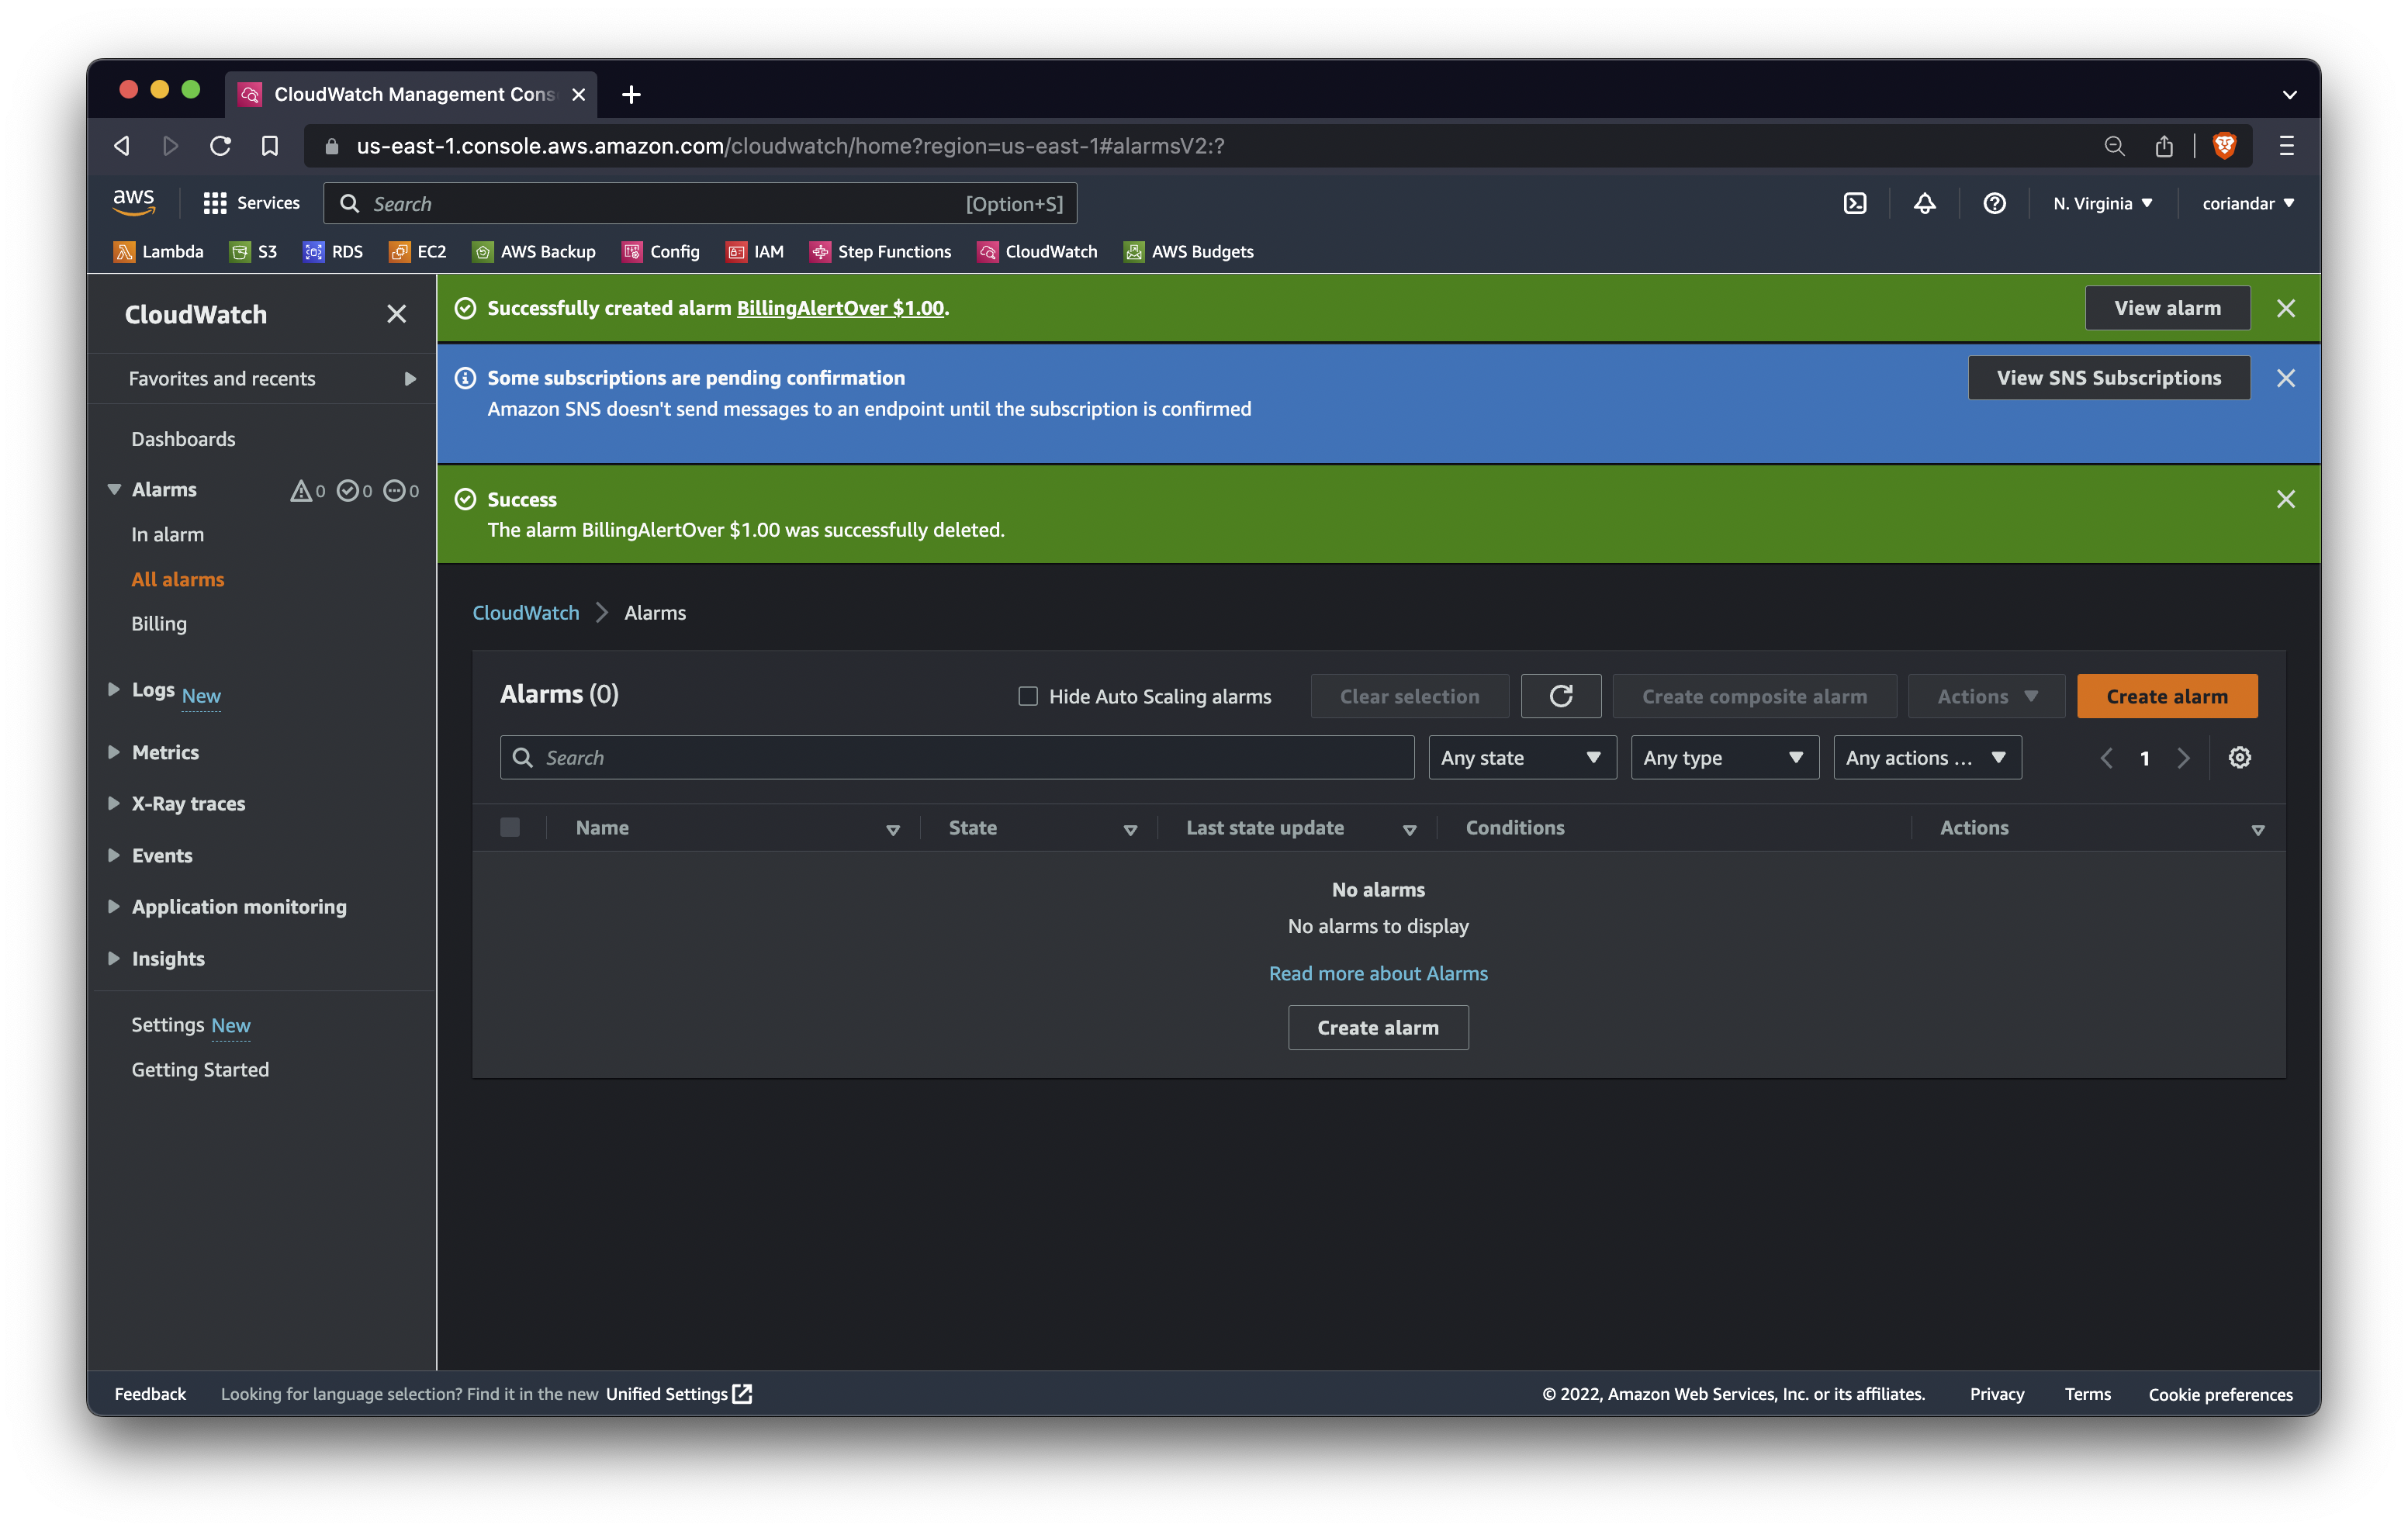 CloudWatch Management Cons
us-east-1.console.aws.amazon.com/cloudwatch/home?region=us-east-1#alarmsV2:?
aws Services Search [Option+S] N. Virginia coriandar
Lambda S3 RDS EC2 AWS Backup Config IAM Step Functions CloudWatch AWS Budgets
CloudWatch
Favorites and recents
Dashboards
Alarms 0 0 0
In alarm
All alarms
Billing
Logs New
Metrics
X-Ray traces
Events
Application monitoring
Insights
Settings New
Getting Started
Successfully created alarm BillingAlertOver $1.00. View alarm
Some subscriptions are pending confirmation View SNS Subscriptions
Amazon SNS doesn't send messages to an endpoint until the subscription is confirmed
Success
The alarm BillingAlertOver $1.00 was successfully deleted.
CloudWatch Alarms
Alarms (0) Hide Auto Scaling alarms Clear selection Create composite alarm Actions Create alarm
Search Any state Any type Any actions ... 1
Name State Last state update Conditions Actions
No alarms
No alarms to display
Read more about Alarms
Create alarm
Feedback Looking for language selection? Find it in the new Unified Settings © 2022, Amazon Web Services, Inc. or its affiliates. Privacy Terms Cookie preferences